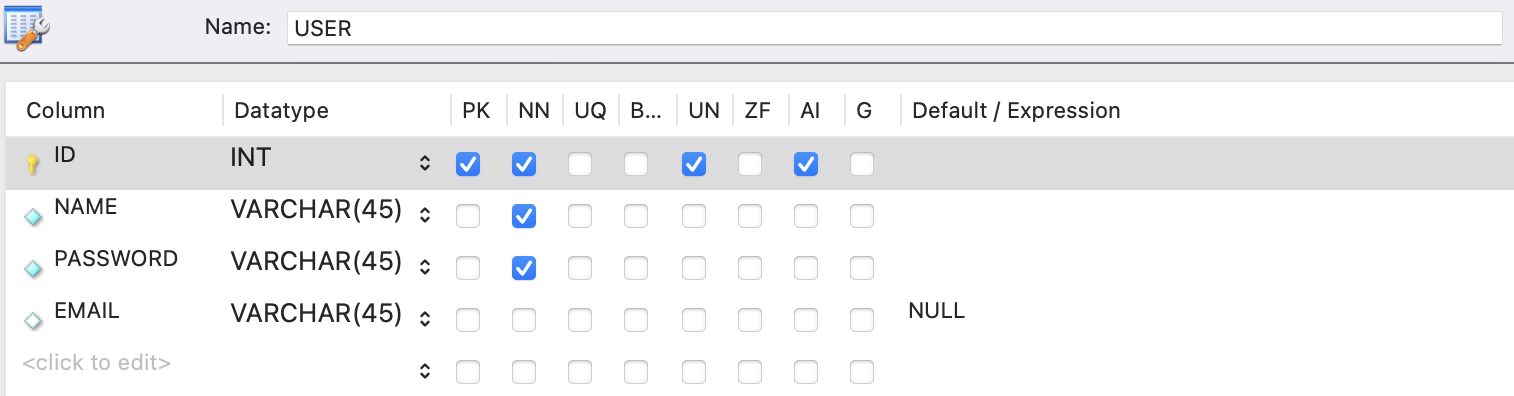 Name: USER
Column Datatype PK NN UQ B... UN ZF AI G Default / Expression
ID INT
NAME VARCHAR(45)
PASSWORD VARCHAR(45)
EMAIL VARCHAR(45) NULL
<click to edit>